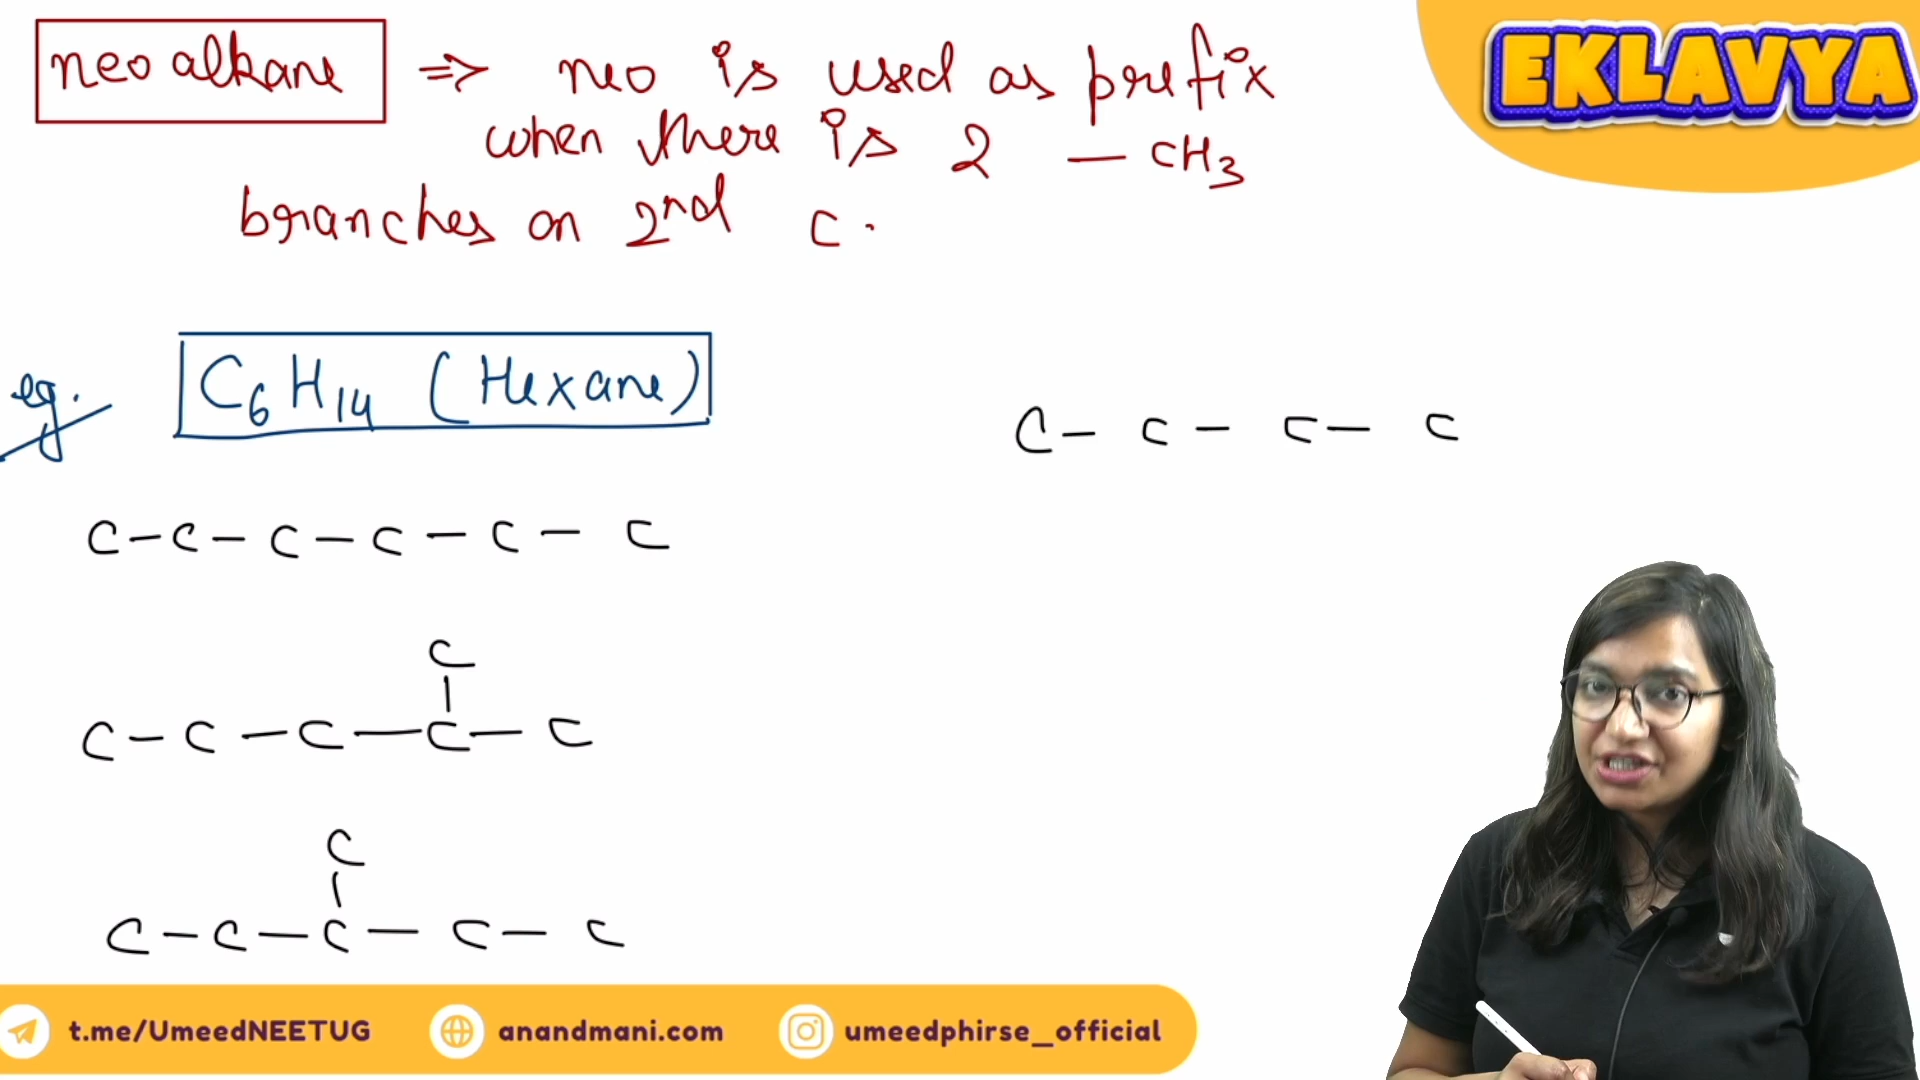 neo alkane ⇒ neo is used as prefix
when there is 2 — CH₃
branches on 2nd C.
EKLAVYA
eg. C₆H₁₄ (Hexane)
C - C - C - C
C - C - C - C - C - C
C
|
C - C - C - C - C
C
|
C - C - C - C - C
t.me/UmeedNEETUG anandmani.com umeedphirse_official